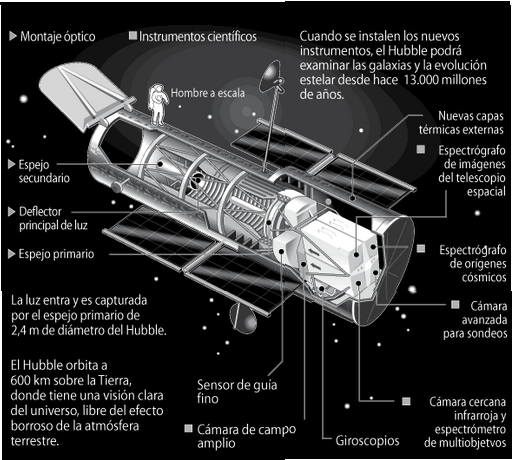 Montaje óptico
Instrumentos científicos
Cuando se instalen los nuevos
instrumentos, el Hubble podrá
examinar las galaxias y la evolución
estelar desde hace 13.000 millones
de años.
Hombre a escala
Nuevas capas
térmicas externas
Espectrógrafo
de imágenes
del telescopio
espacial
Espejo
secundario
Deflector
principal de luz
Espejo primario
Espectrógrafo
de orígenes
cósmicos
Cámara
avanzada
para sondeos
La luz entra y es capturada
por el espejo primario de
2,4 m de diámetro del Hubble.
El Hubble orbita a
600 km sobre la Tierra,
donde tiene una visión clara
del universo, libre del efecto
borroso de la atmósfera
terrestre.
Sensor de guía
fino
Cámara de campo
amplio
Giroscopios
Cámara cercana
infrarroja y
espectrómetro
de multiobjetvos